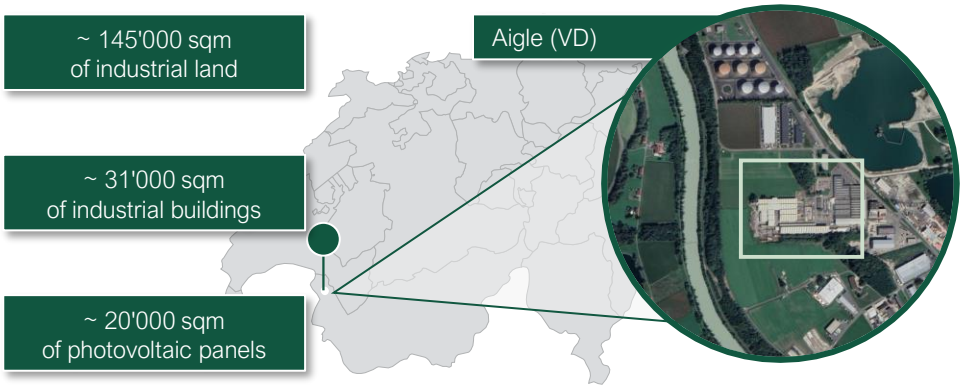 ~ 145'000 sqm
of industrial land
Aigle (VD)
~ 31'000 sqm
of industrial buildings
~ 20'000 sqm
of photovoltaic panels